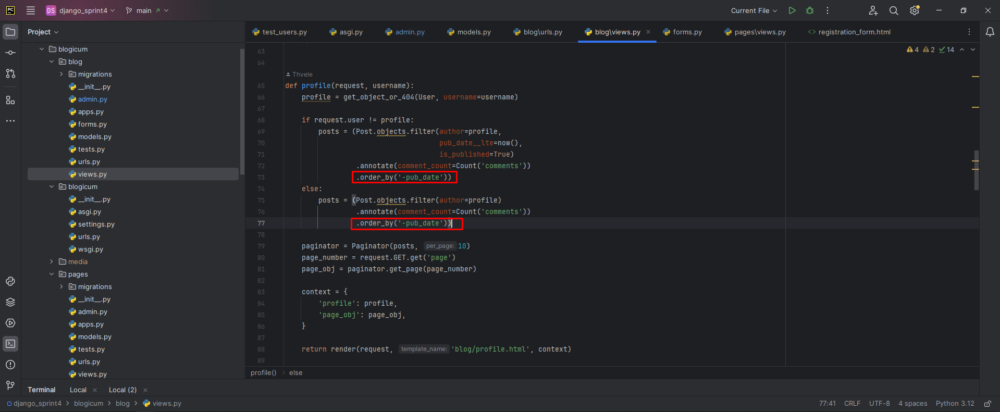 PC
DS django_sprint4
main
Current File
Project
test_users.py
asgi.py
admin.py
models.py
blog\urls.py
blog\views.py
forms.py
pages\views.py
<> registration_form.html
blogicum
blog
migrations
__init__.py
admin.py
apps.py
forms.py
models.py
tests.py
urls.py
views.py
blogicum
__init__.py
asgi.py
settings.py
urls.py
wsgi.py
media
pages
migrations
__init__.py
admin.py
apps.py
models.py
tests.py
urls.py
views.py
4 2 14
63
64
Thvele
65 def profile(request, username):
66 profile = get_object_or_404(User, username=username)
67
68 if request.user != profile:
69 posts = (Post.objects.filter(author=profile,
70 pub_date__lte=now(),
71 is_published=True)
72 .annotate(comment_count=Count('comments'))
73 .order_by('-pub_date'))
74 else:
75 posts = (Post.objects.filter(author=profile)
76 .annotate(comment_count=Count('comments'))
77 .order_by('-pub_date'))
78
79 paginator = Paginator(posts, per_page: 10)
80 page_number = request.GET.get('page')
81 page_obj = paginator.get_page(page_number)
82
83 context = {
84 'profile': profile,
85 'page_obj': page_obj,
86 }
87
88 return render(request, template_name: 'blog/profile.html', context)
89
profile() › else
Terminal
Local
Local (2)
django_sprint4 > blogicum > blog > views.py
77:41 CRLF UTF-8 4 spaces Python 3.12